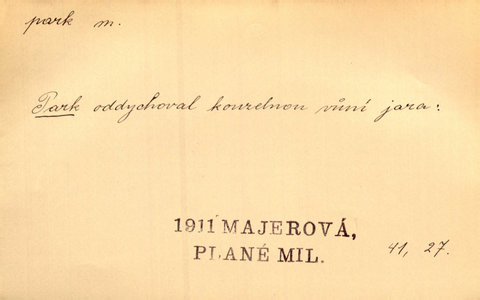 park m.
Park oddychoval kouzelnou vůní jara:
1911 MAJEROVÁ,
PLANÉ MIL.
41, 27.